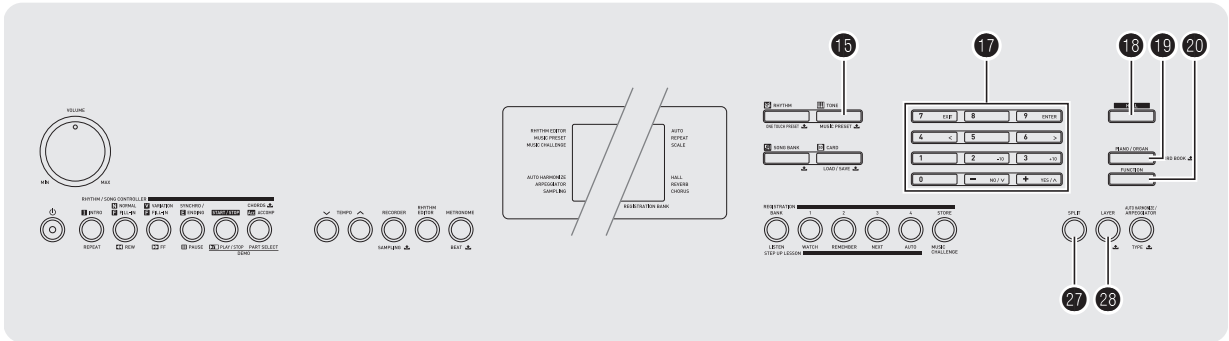 15
17
18
19
20
VOLUME
MIN
MAX
RHYTHM EDITOR
MUSIC PRESET
MUSIC CHALLENGE
AUTO HARMONIZE
ARPEGGIATOR
SAMPLING
AUTO
REPEAT
SCALE
HALL
REVERB
CHORUS
REGISTRATION BANK
RHYTHM
TONE
ONE TOUCH PRESET
MUSIC PRESET
SONG BANK
CARD
LOAD / SAVE
7 EXIT
8
9 ENTER
4 <
5
6 >
1
2 -10
3 +10
0
- NO / ∨
+ YES / ∧
PIANO / ORGAN
RD BOOK
FUNCTION
RHYTHM / SONG CONTROLLER
I INTRO
REPEAT
N NORMAL
F FILL-IN
REW
V VARIATION
F FILL-IN
FF
SYNCHRO /
E ENDING
PAUSE
START/STOP
PLAY / STOP
CHORDS
ACCOMP
PART SELECT
DEMO
∨ TEMPO ∧
RECORDER
SAMPLING
RHYTHM
EDITOR
METRONOME
BEAT
REGISTRATION
BANK
1
2
3
4
STORE
LISTEN
WATCH
REMEMBER
NEXT
AUTO
MUSIC
CHALLENGE
STEP UP LESSON
SPLIT
LAYER
AUTO HARMONIZE/
ARPEGGIATOR
TYPE
27
28